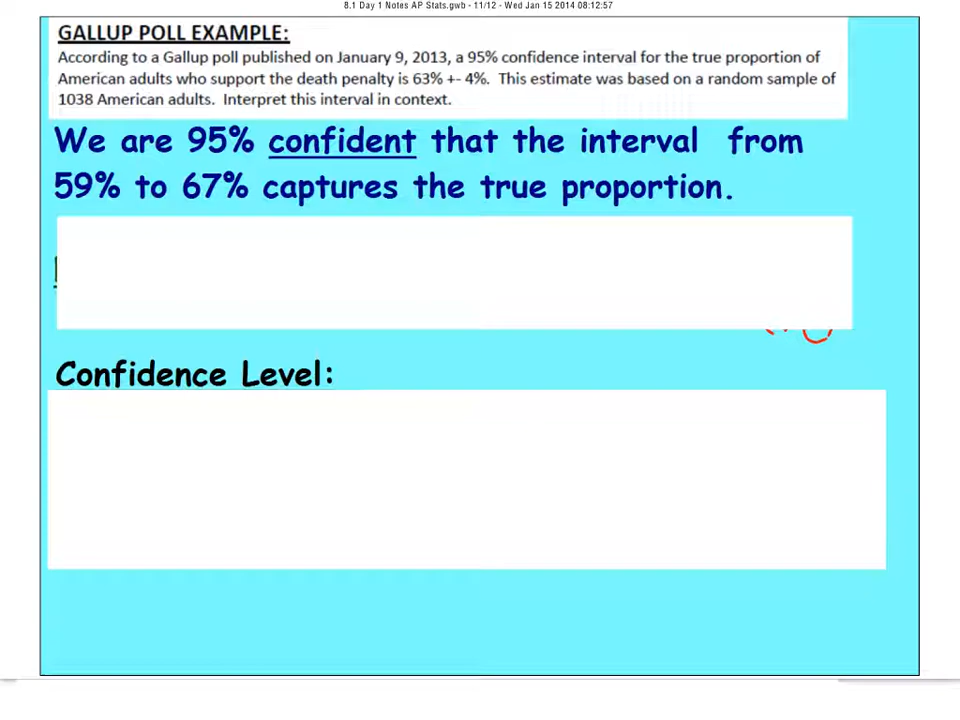 8.1 Day 1 Notes AP Stats.gwb - 11/12 - Wed Jan 15 2014 08:12:57
GALLUP POLL EXAMPLE:
According to a Gallup poll published on January 9, 2013, a 95% confidence interval for the true proportion of
American adults who support the death penalty is 63% +- 4%. This estimate was based on a random sample of
1038 American adults. Interpret this interval in context.
We are 95% confident that the interval from
59% to 67% captures the true proportion.
Confidence Level: